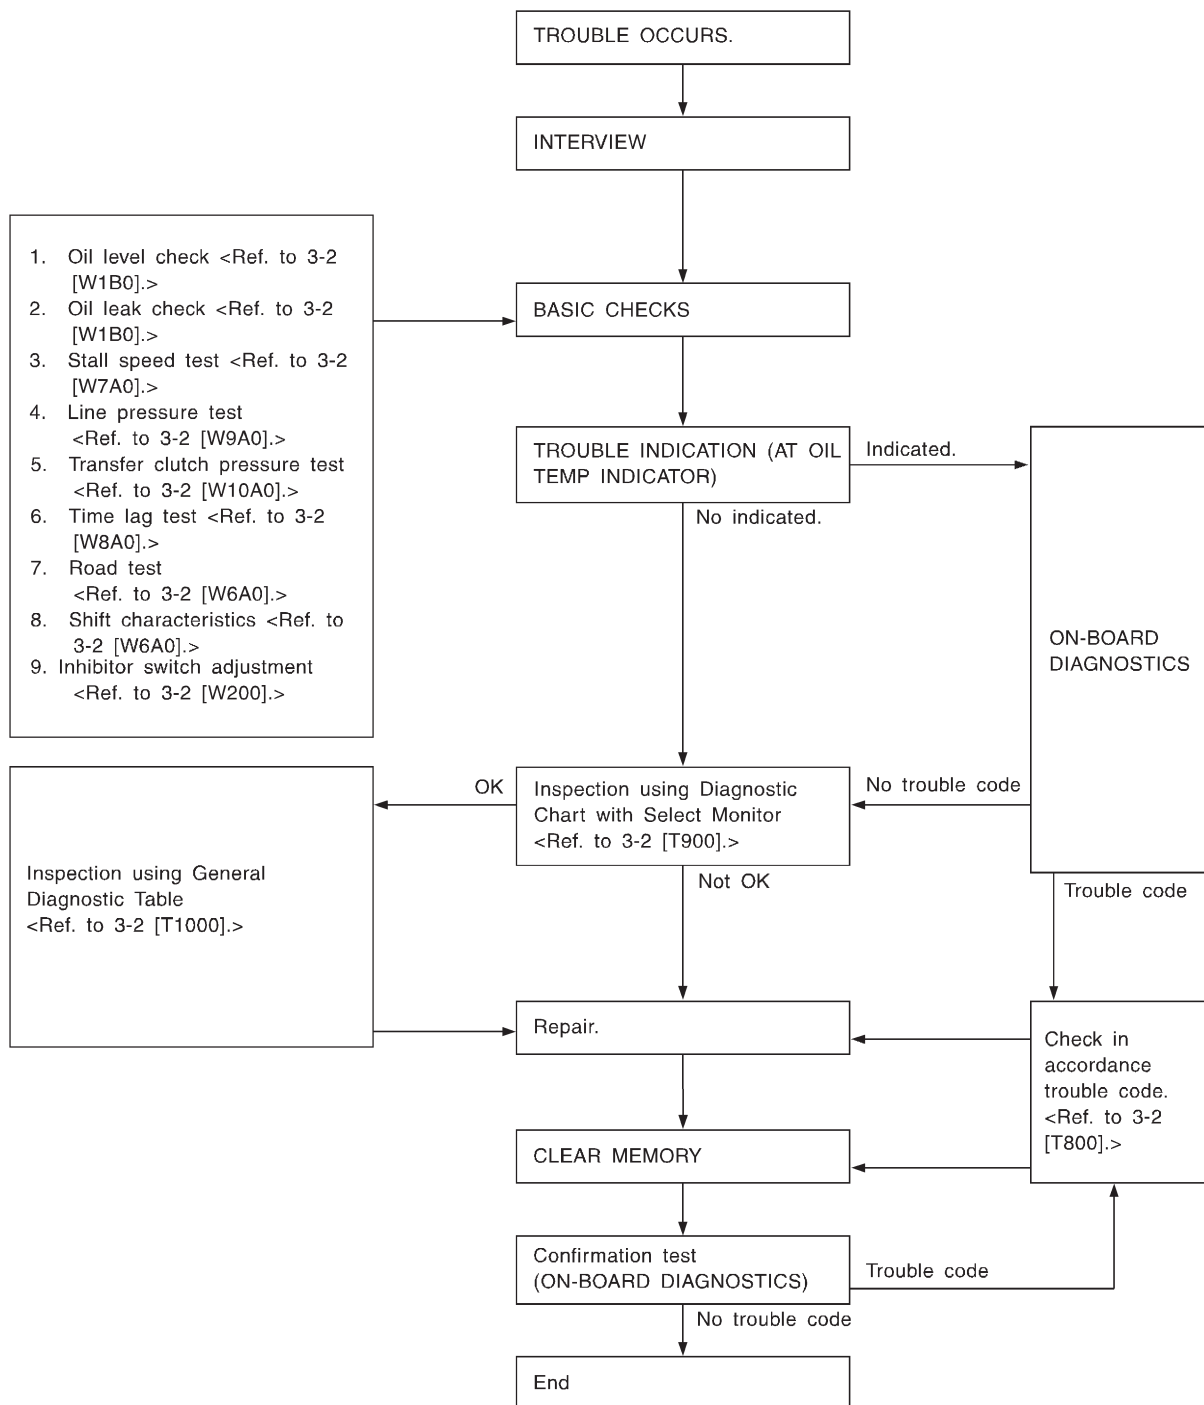 TROUBLE OCCURS.
INTERVIEW
1. Oil level check <Ref. to 3-2
[W1B0].>
2. Oil leak check <Ref. to 3-2
[W1B0].>
3. Stall speed test <Ref. to 3-2
[W7A0].>
4. Line pressure test
<Ref. to 3-2 [W9A0].>
5. Transfer clutch pressure test
<Ref. to 3-2 [W10A0].>
6. Time lag test <Ref. to 3-2
[W8A0].>
7. Road test
<Ref. to 3-2 [W6A0].>
8. Shift characteristics <Ref. to
3-2 [W6A0].>
9. Inhibitor switch adjustment
<Ref. to 3-2 [W200].>
BASIC CHECKS
TROUBLE INDICATION (AT OIL
TEMP INDICATOR)
Indicated.
No indicated.
ON-BOARD
DIAGNOSTICS
No trouble code
Trouble code
Inspection using Diagnostic
Chart with Select Monitor
<Ref. to 3-2 [T900].>
OK
Not OK
Inspection using General
Diagnostic Table
<Ref. to 3-2 [T1000].>
Repair.
Check in
accordance
trouble code.
<Ref. to 3-2
[T800].>
CLEAR MEMORY
Confirmation test
(ON-BOARD DIAGNOSTICS)
Trouble code
No trouble code
End